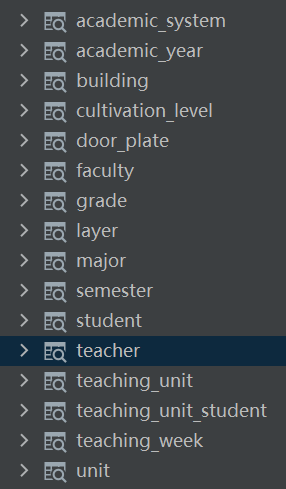 academic_system
academic_year
building
cultivation_level
door_plate
faculty
grade
layer
major
semester
student
teacher
teaching_unit
teaching_unit_student
teaching_week
unit